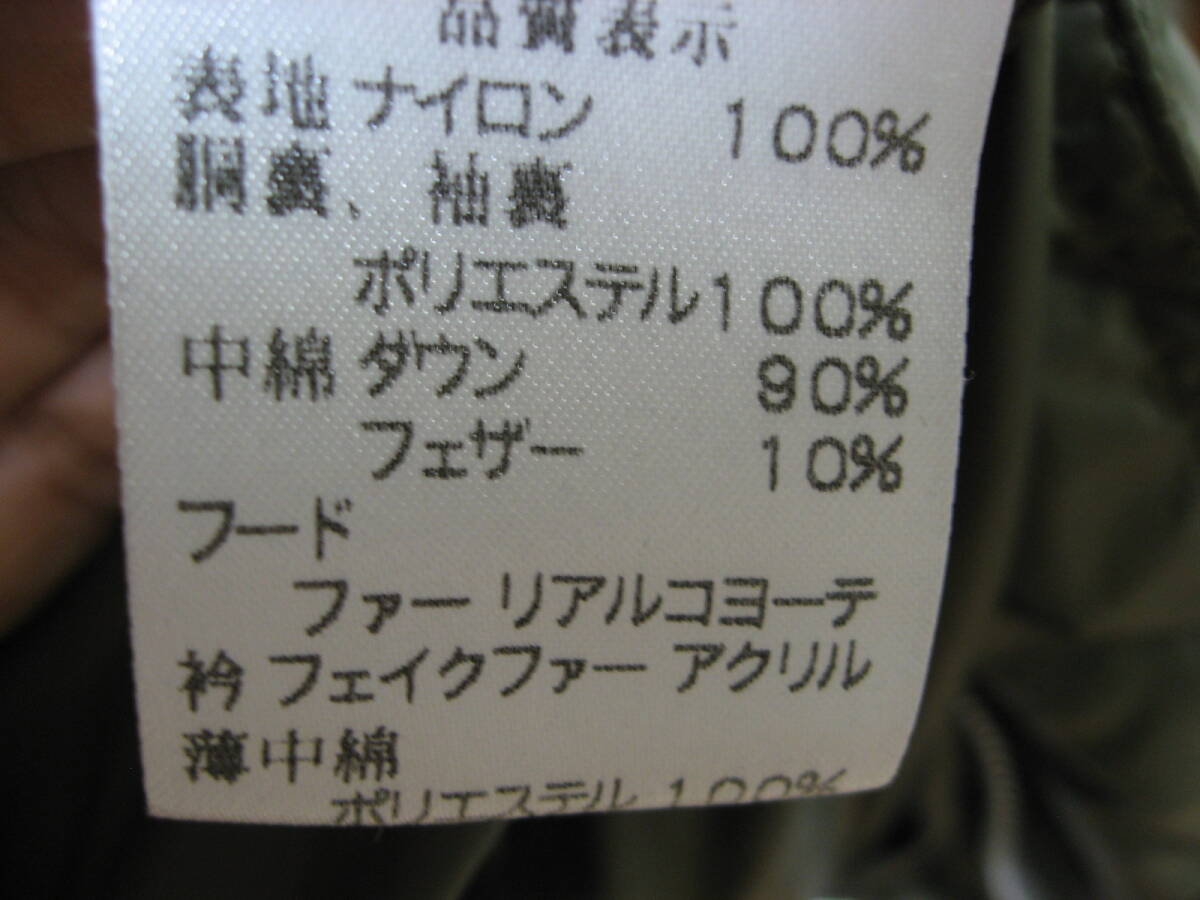 品質表示
表地 ナイロン 100%
胴裏、袖裏
ポリエステル100%
中綿 ダウン 90%
フェザー 10%
フード
ファー リアルコヨーテ
衿 フェイクファー アクリル
薄中綿
ポリエステル 100%